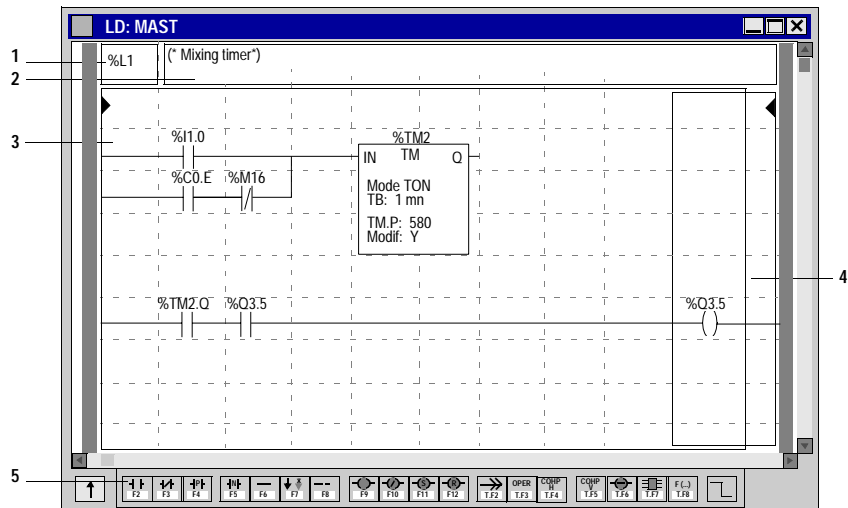 LD: MAST
1
%L1
(* Mixing timer*)
2
3
%I1.0
%TM2
IN TM Q
%C0.E %M16
Mode TON
TB: 1 mn
TM.P: 580
Modif: Y
4
%TM2.Q %Q3.5 %Q3.5
5
P N S R OPER COMP H COMP V F (...)
F2 F3 F4 F5 F6 F7 F8 F9 F10 F11 F12 T.F2 T.F3 T.F4 T.F5 T.F6 T.F7 T.F8